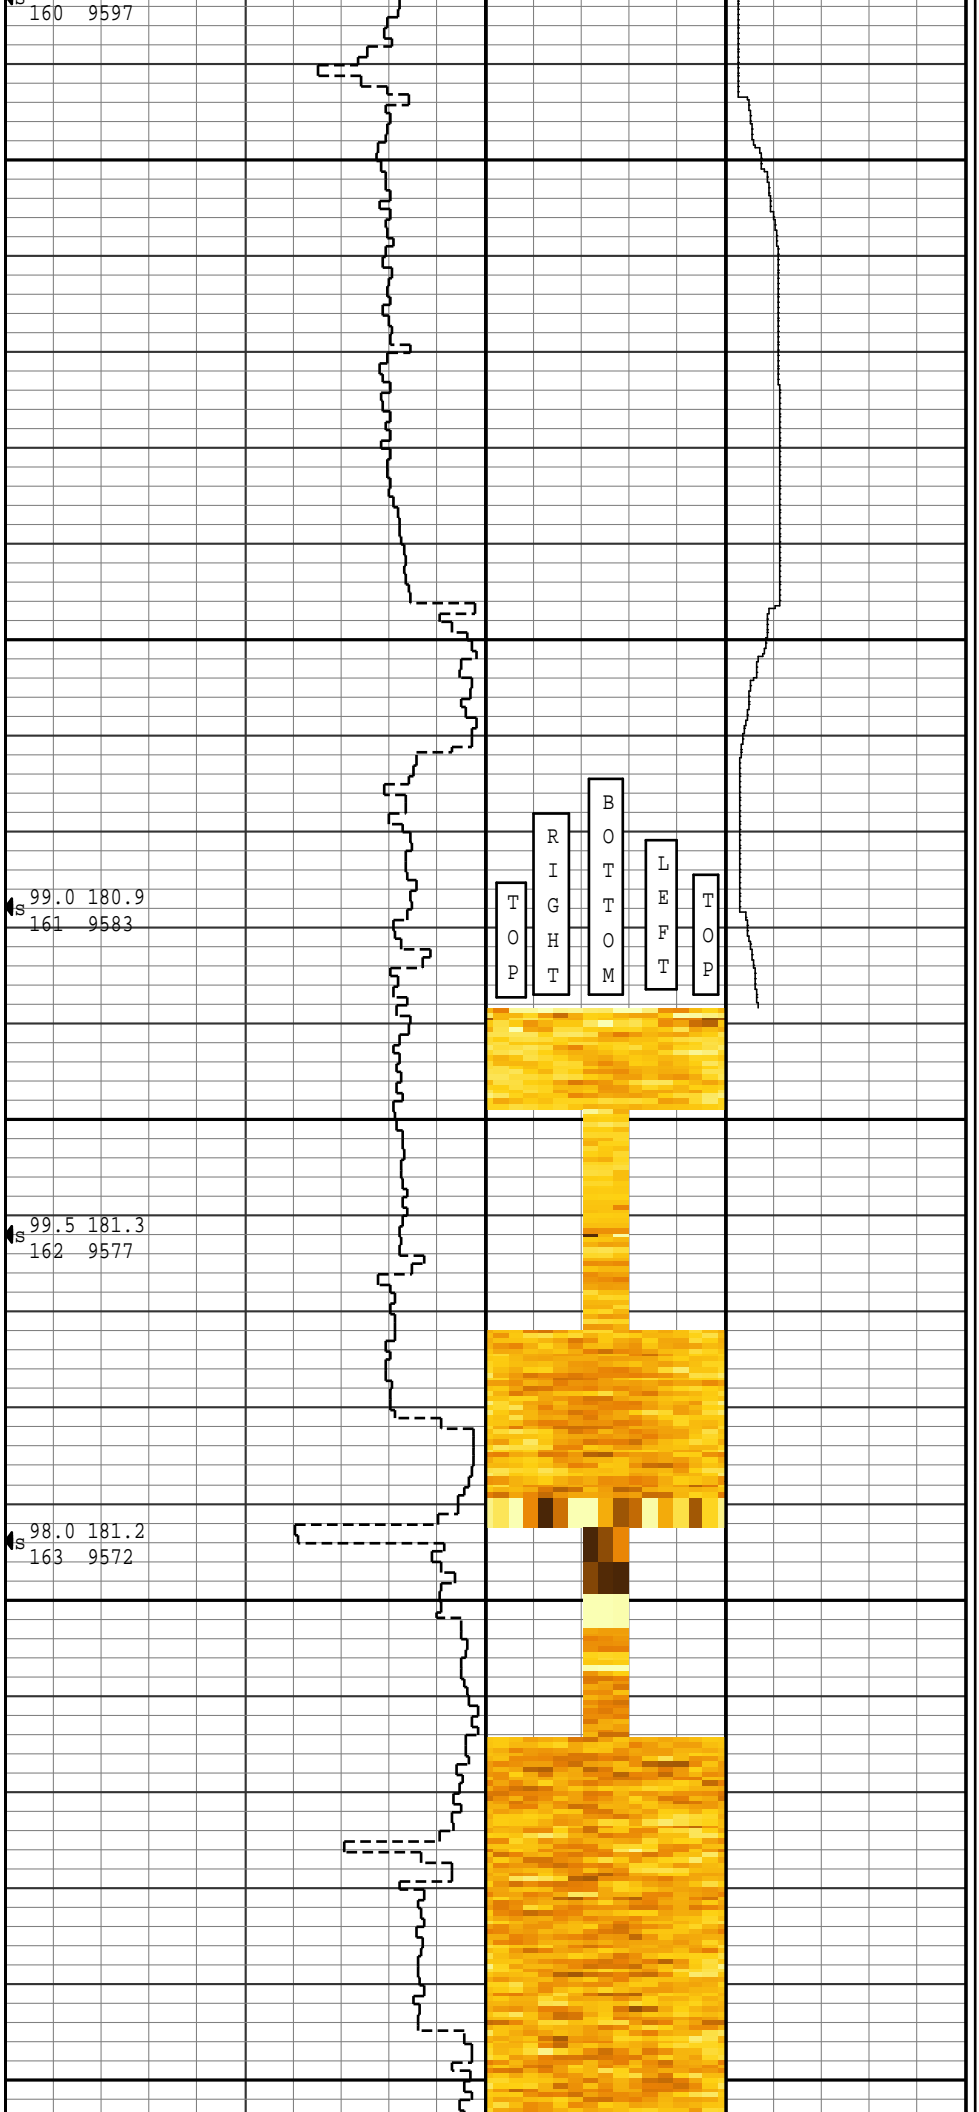 S
160 9597
S
99.0 180.9
161 9583
TOP
RIGHT
BOTTOM
LEFT
TOP
S
99.5 181.3
162 9577
S
98.0 181.2
163 9572